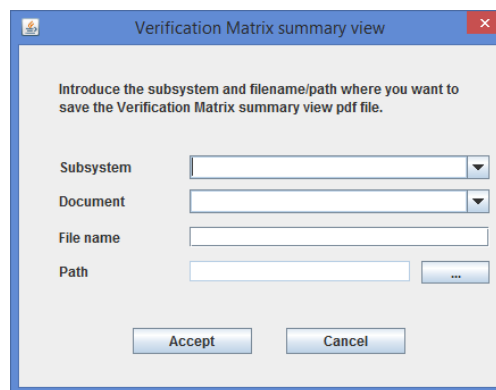 Verification Matrix summary view
Introduce the subsystem and filename/path where you want to
save the Verification Matrix summary view pdf file.
Subsystem
Document
File name
Path
...
Accept Cancel